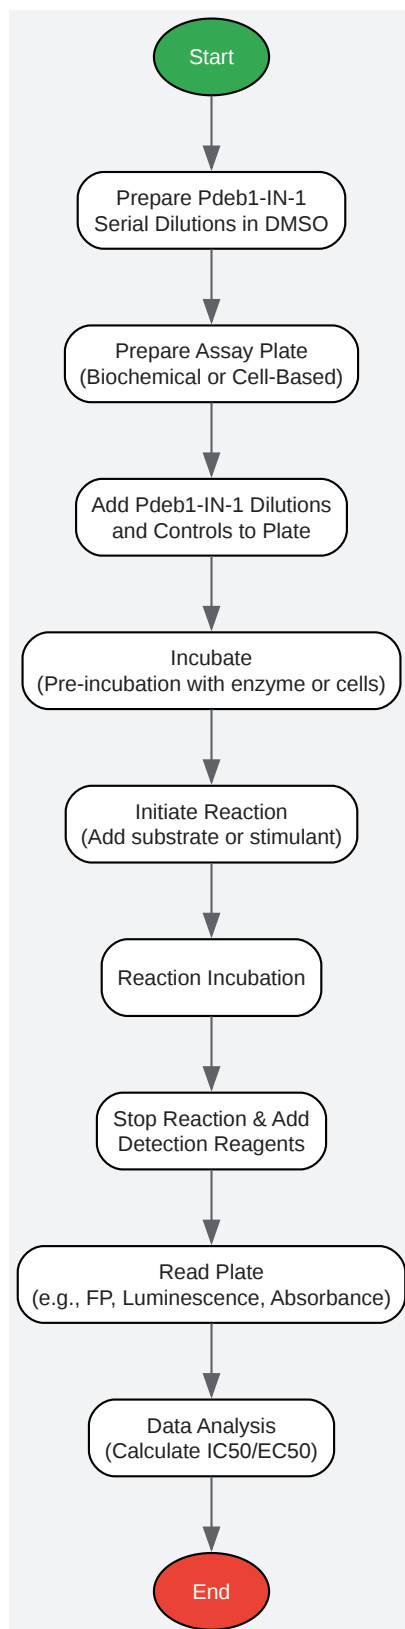 Start
Prepare Pdeb1-IN-1
Serial Dilutions in DMSO
Prepare Assay Plate
(Biochemical or Cell-Based)
Add Pdeb1-IN-1 Dilutions
and Controls to Plate
Incubate
(Pre-incubation with enzyme or cells)
Initiate Reaction
(Add substrate or stimulant)
Reaction Incubation
Stop Reaction & Add
Detection Reagents
Read Plate
(e.g., FP, Luminescence, Absorbance)
Data Analysis
(Calculate IC50/EC50)
End